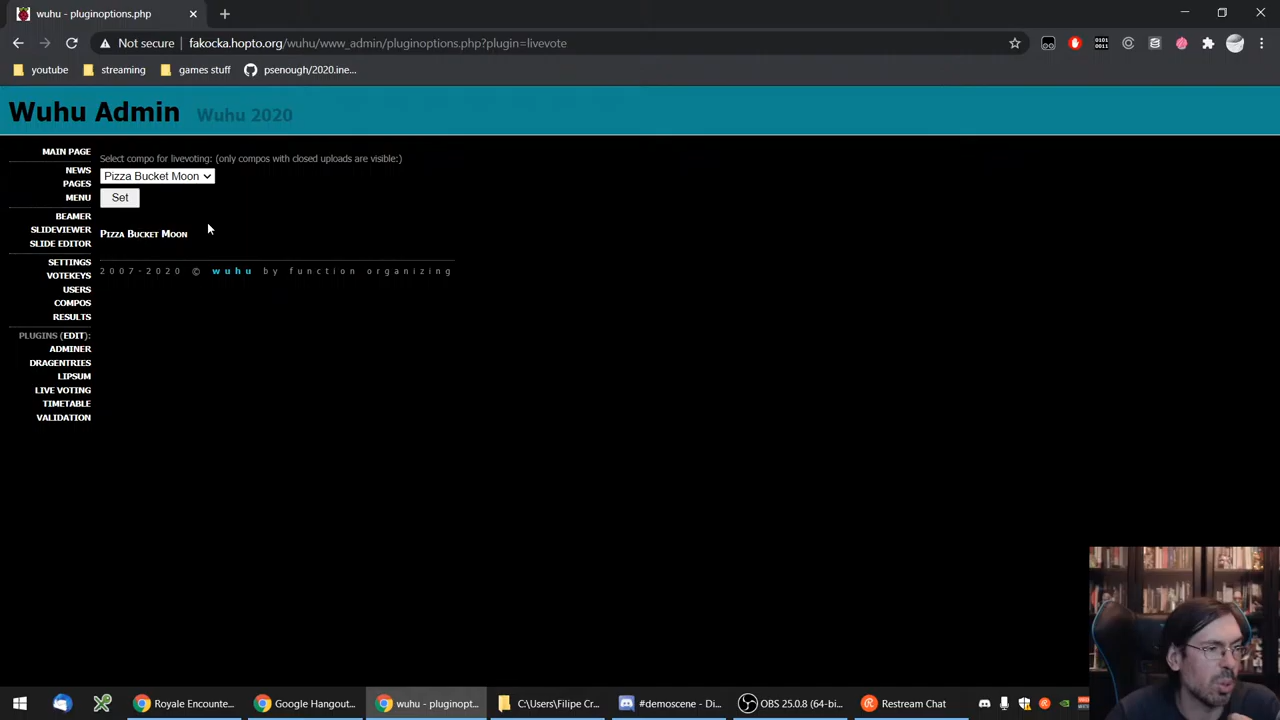 wuhu - pluginoptions.php
Not secure
fakocka.hopto.org/wuhu/www_admin/pluginoptions.php?plugin=livevote
0101
0011
youtube
streaming
games stuff
psenough/2020.ine...
Wuhu Admin Wuhu 2020
MAIN PAGE
NEWS
PAGES
MENU
BEAMER
SLIDEVIEWER
SLIDE EDITOR
SETTINGS
VOTEKEYS
USERS
COMPOS
RESULTS
PLUGINS (EDIT):
ADMINER
DRAGENTRIES
LIPSUM
LIVE VOTING
TIMETABLE
VALIDATION
Select compo for livevoting: (only compos with closed uploads are visible:)
Pizza Bucket Moon
Set
Pizza Bucket Moon
2007-2020 © wuhu by function organizing
Royale Encounte...
Google Hangout...
wuhu - pluginopt...
C:\Users\Filipe Cr...
#demoscene - Di...
OBS 25.0.8 (64-bi...
Restream Chat